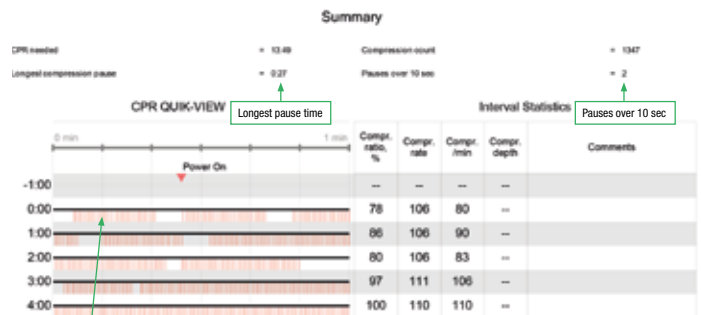 Summary
CPR needed = 13:49 Compression count = 1347
Longest compression pause = 0:27 Pauses over 10 sec = 2
CPR QUIK-VIEW Longest pause time Interval Statistics Pauses over 10 sec
0 min 1 min Compr. ratio, % Compr. rate Compr. /min Compr. depth Comments
Power On
-1:00 -- -- -- --
0:00 78 106 80 --
1:00 86 106 90 --
2:00 80 106 83 --
3:00 97 111 106 --
4:00 100 110 110 --